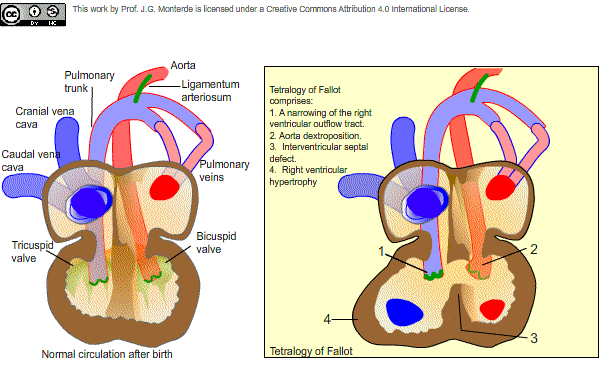 cc
BY NC
This work by Prof. J.G. Monterde is licensed under a Creative Commons Attribution 4.0 International License.
Aorta
Pulmonary
trunk
Ligamentum
arteriosum
Cranial vena
cava
Caudal vena
cava
Pulmonary
veins
Tricuspid
valve
Bicuspid
valve
Normal circulation after birth
Tetralogy of Fallot
comprises:
1. A narrowing of the right
ventricular outflow tract.
2. Aorta dextroposition.
3. Interventricular septal
defect.
4. Right ventricular
hypertrophy
1
2
4
3
Tetralogy of Fallot